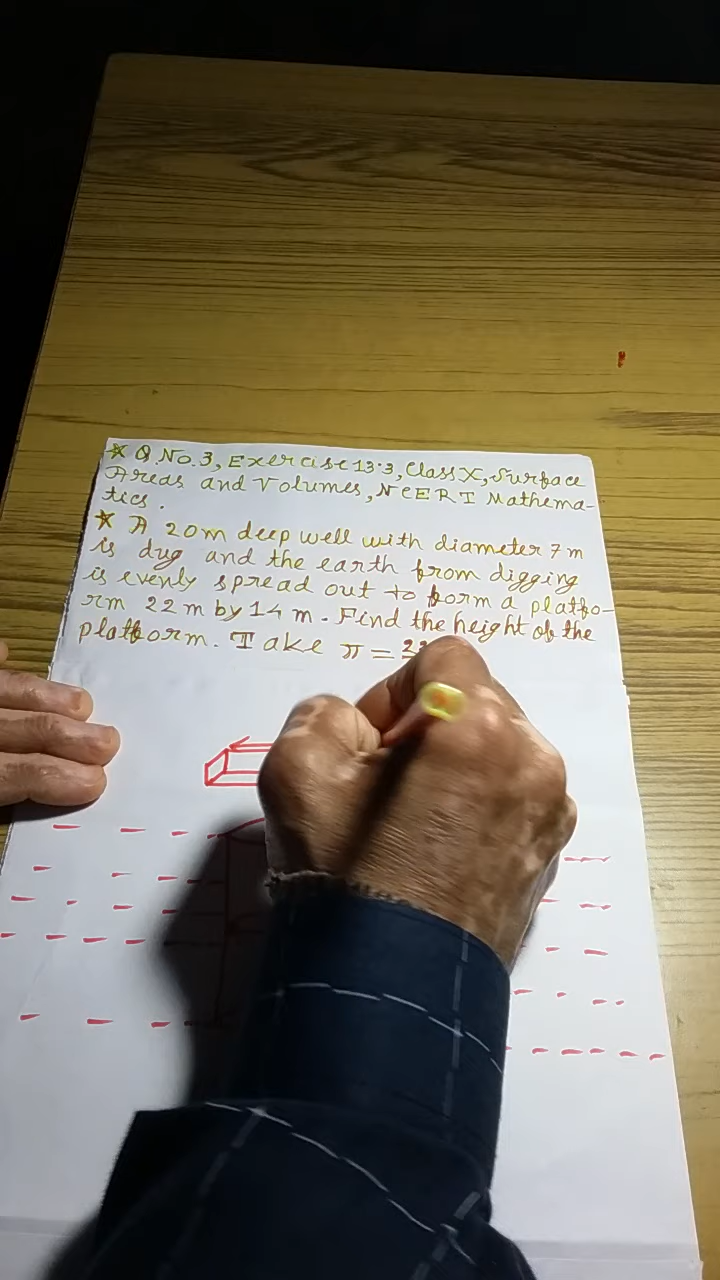 * Q.No.3, Exercise 13.3, Class X, Surface
Areas and Volumes, NCERT Mathema-
tics.
* A 20m deep well with diameter 7m
is dug and the earth from digging
is evenly spread out to form a platfo-
rm 22m by 14 m. Find the height of the
platform. Take π = 22